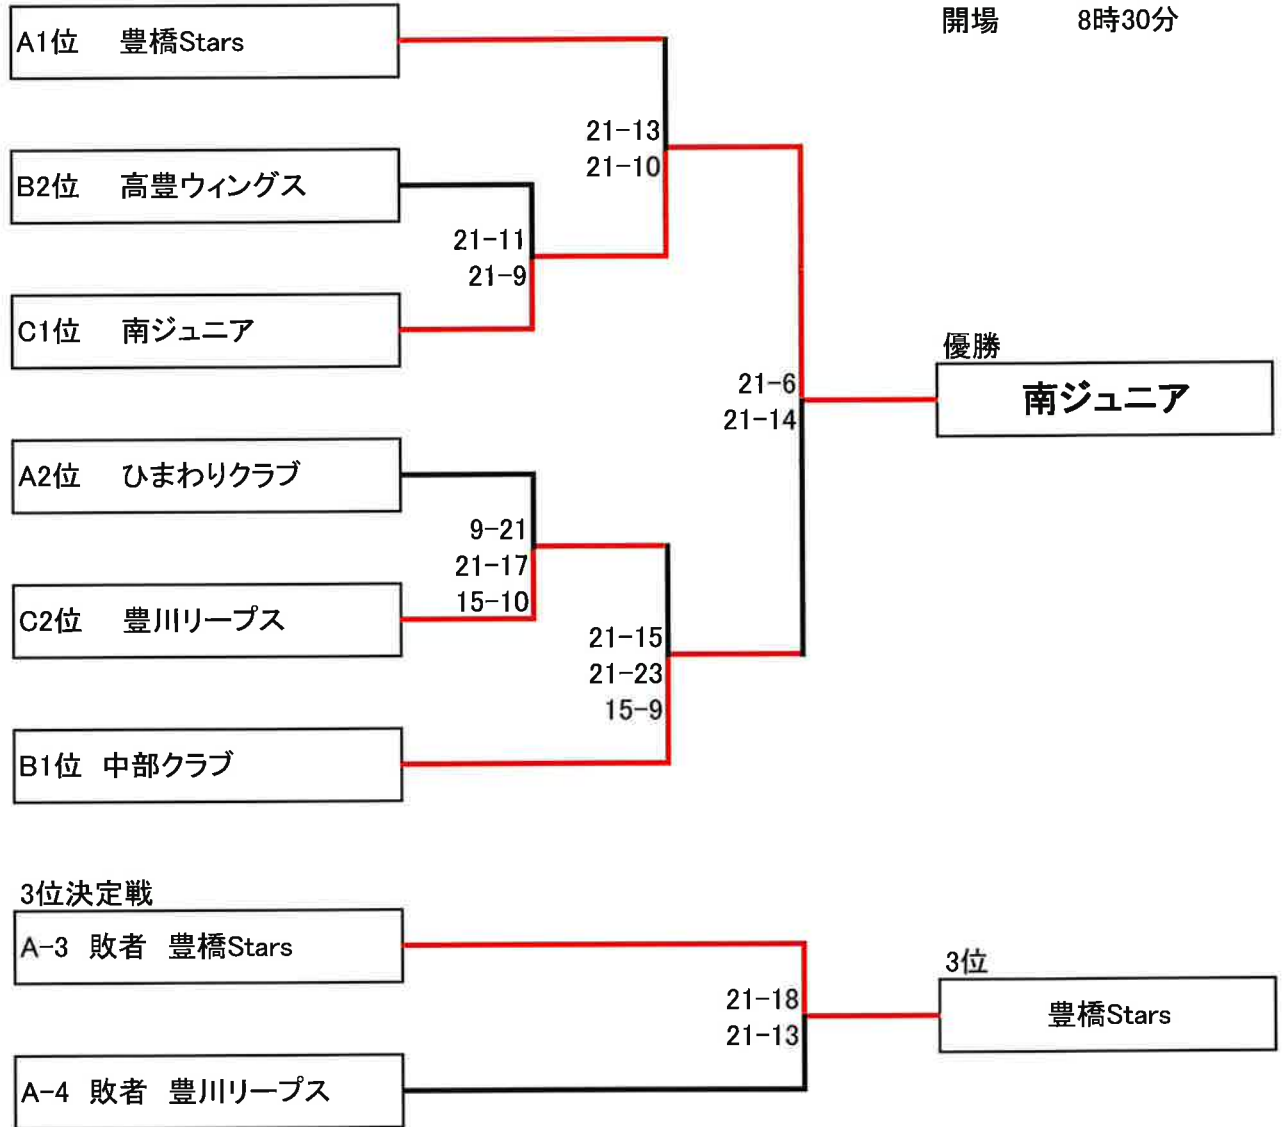 開場 8時30分
A1位 豊橋Stars
21-13
21-10
B2位 高豊ウィングス
21-11
21-9
C1位 南ジュニア
優勝
南ジュニア
21-6
21-14
A2位 ひまわりクラブ
9-21
21-17
15-10
C2位 豊川リープス
21-15
21-23
15-9
B1位 中部クラブ
3位決定戦
A-3 敗者 豊橋Stars
3位
豊橋Stars
21-18
21-13
A-4 敗者 豊川リープス